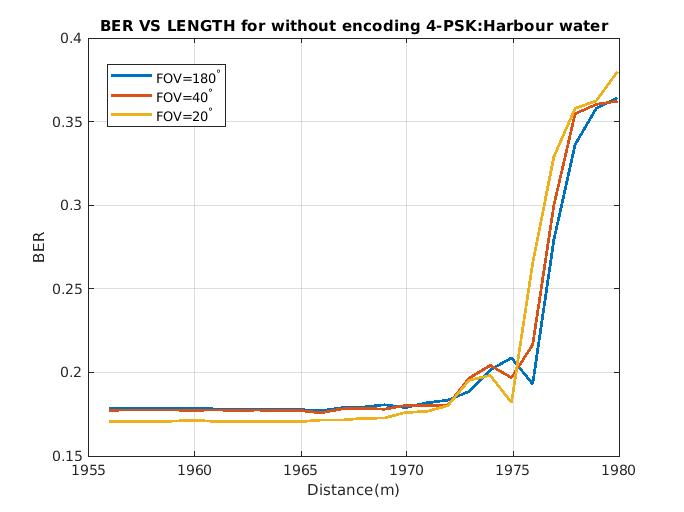 BER VS LENGTH for without encoding 4-PSK:Harbour water
0.4
FOV=180°
FOV=40°
FOV=20°
0.35
0.3
BER
0.25
0.2
0.15
1955 1960 1965 1970 1975 1980
Distance(m)